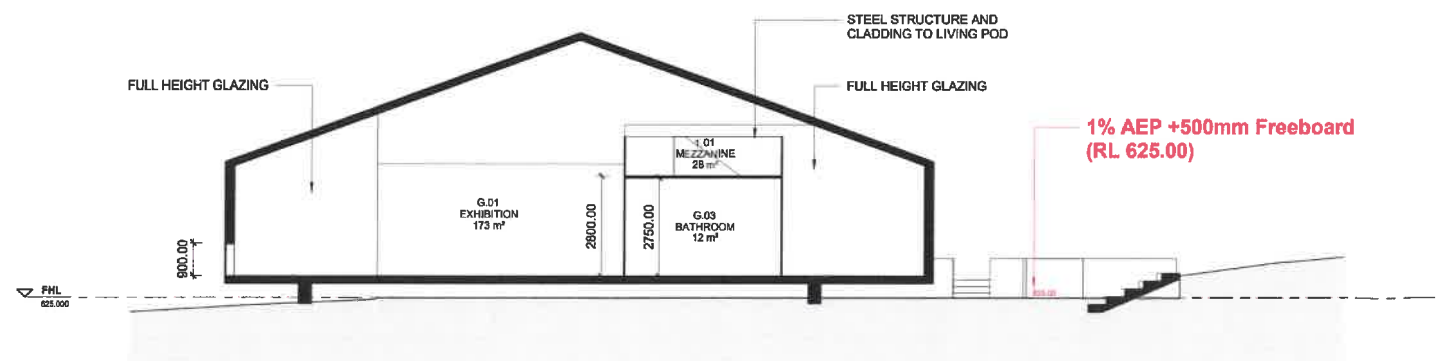 STEEL STRUCTURE AND
CLADDING TO LIVING POD
FULL HEIGHT GLAZING
FULL HEIGHT GLAZING
1% AEP +500mm Freeboard
(RL 625.00)
1.01
MEZZANINE
28 m²
G.01
EXHIBITION
173 m²
2800.00
2750.00
G.03
BATHROOM
12 m²
900.00
FHL
625.000
625.00